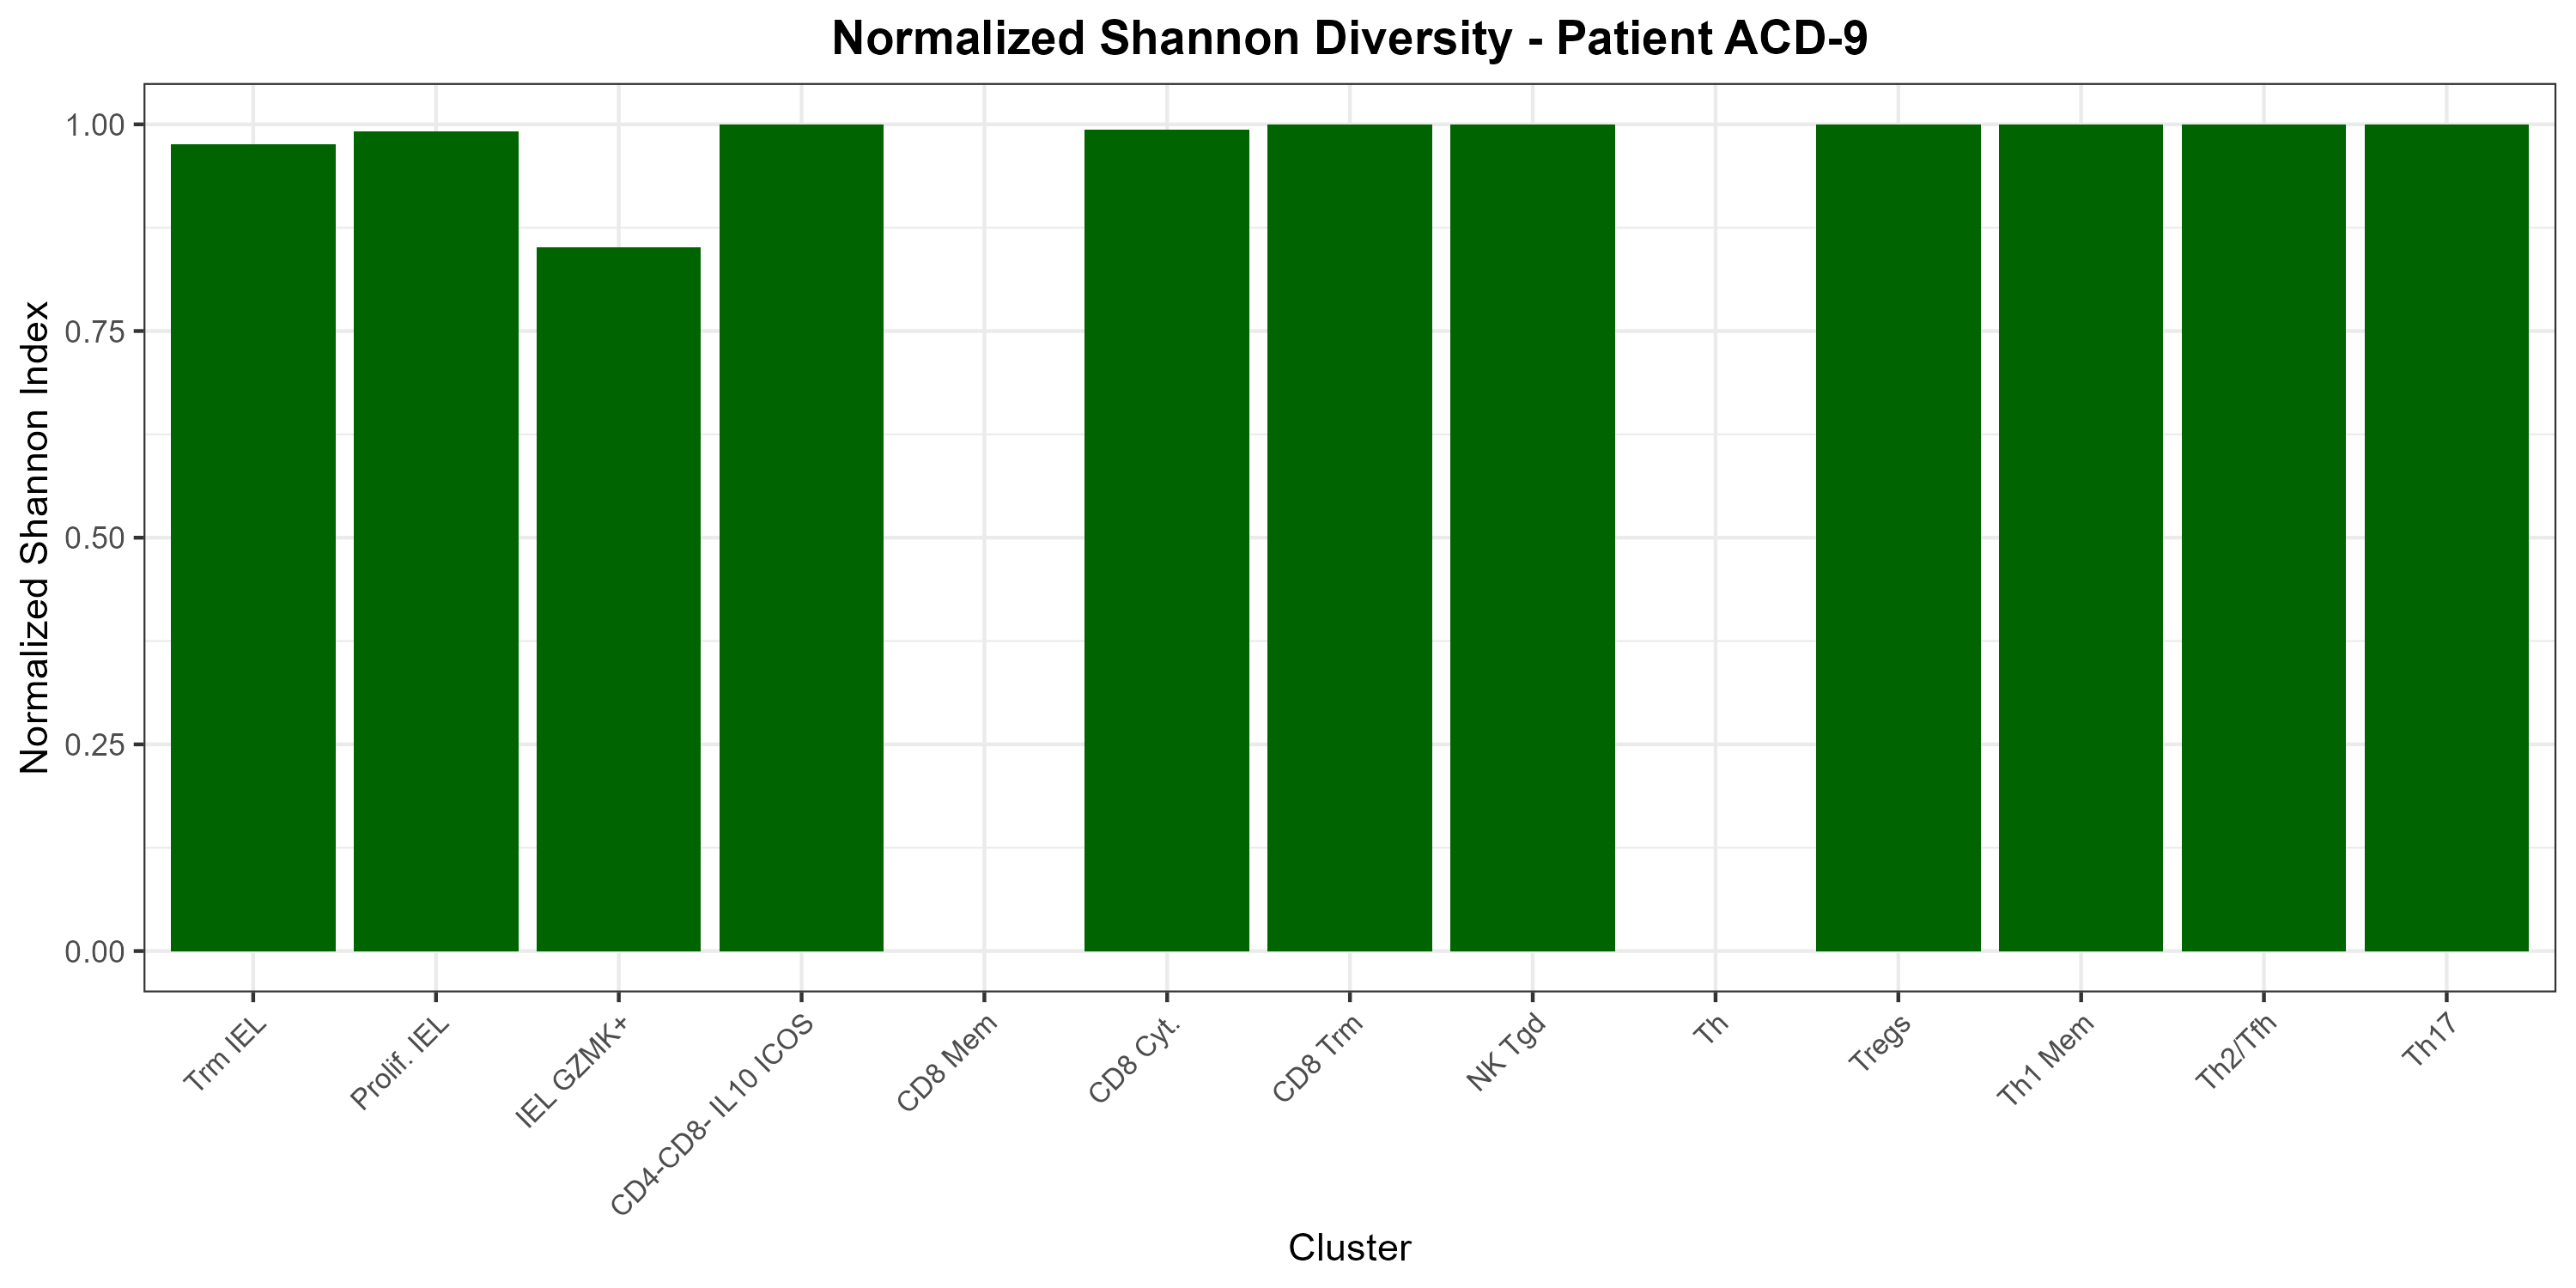 Normalized Shannon Diversity - Patient ACD-9
Normalized Shannon Index
1.00
0.75
0.50
0.25
0.00
Trm IEL
Prolif. IEL
IEL GZMK+
CD4-CD8- IL10 ICOS
CD8 Mem
CD8 Cyt.
CD8 Trm
NK Tgd
Th
Tregs
Th1 Mem
Th2/Tfh
Th17
Cluster